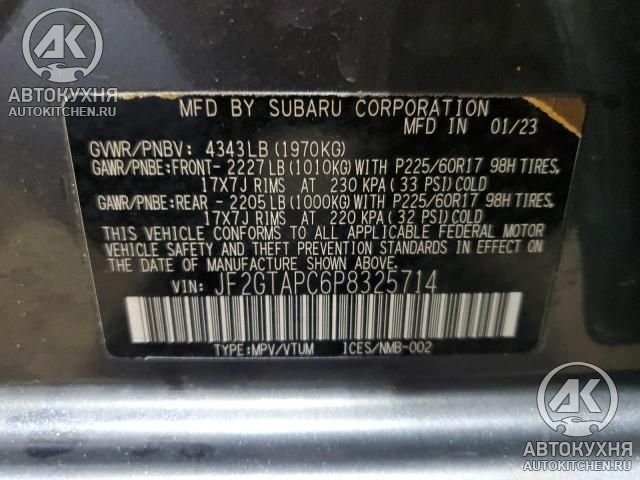 AK
АВТОКУХНЯ
AUTOKITCHEN.RU
MFD BY SUBARU CORPORATION
MFD IN 01/23
GVWR/PNBV: 4343LB(1970KG)
GAWR/PNBE:FRONT- 2227LB(1010KG)WITH P225/60R17 98H TIRES,
17X7J RIMS AT 230 KPA (33 PSI)COLD
GAWR/PNBE:REAR - 2205LB(1000KG)WITH P225/60R17 98H TIRES,
17X7J RIMS AT 220 KPA (32 PSI)COLD
THIS VEHICLE CONFORMS TO ALL APPLICABLE FEDERAL MOTOR
VEHICLE SAFETY AND THEFT PREVENTION STANDARDS IN EFFECT ON
THE DATE OF MANUFACTURE SHOWN ABOVE.
VIN: JF2GTAPC6P8325714
TYPE:MPV/VTUM ICES/NMB-002
AK
АВТОКУХНЯ
AUTOKITCHEN.RU